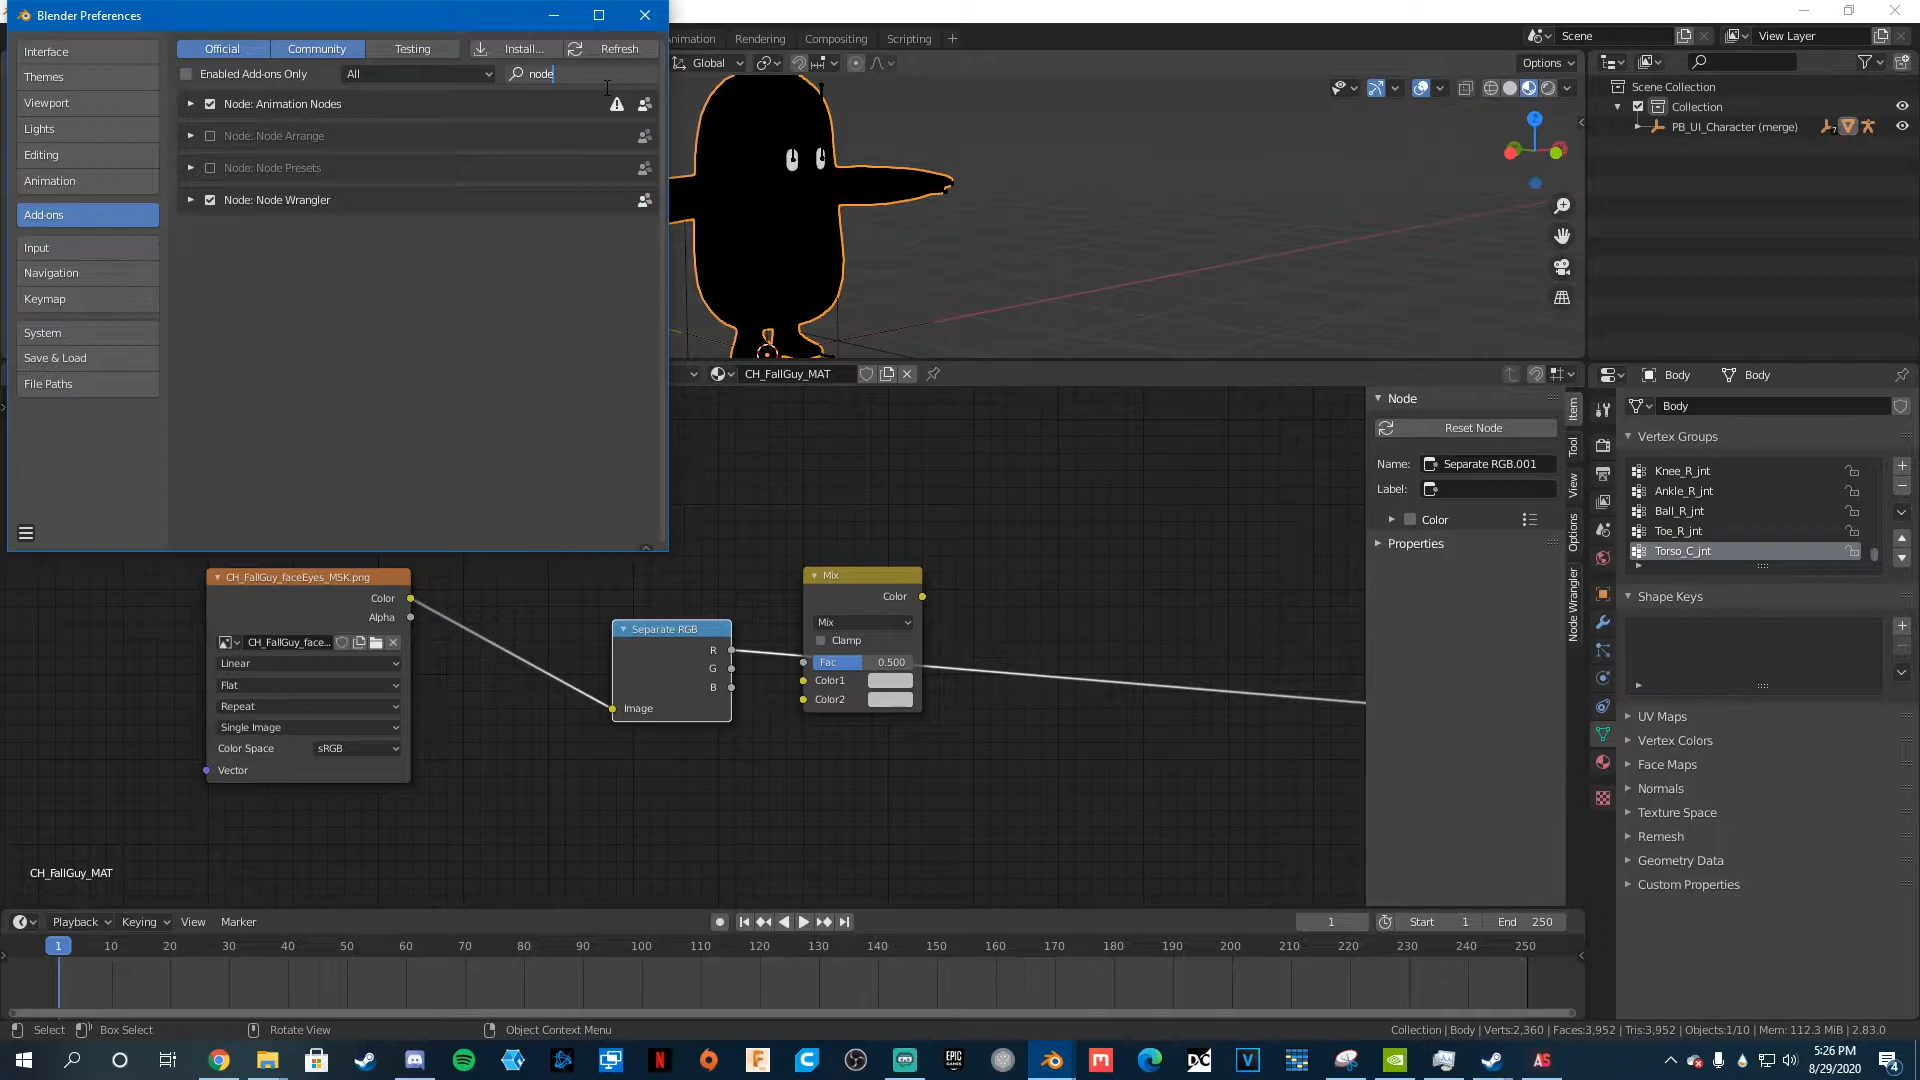 Blender Preferences
Interface
Themes
Viewport
Lights
Editing
Animation
Add-ons
Input
Navigation
Keymap
System
Save & Load
File Paths
Official Community Testing Install... Refresh
Enabled Add-ons Only All node
Node: Animation Nodes
Node: Node Arrange
Node: Node Presets
Node: Node Wrangler
Animation Rendering Compositing Scripting Scene View Layer
Global Options
Scene Collection
Collection
PB_UI_Character (merge)
CH_FallGuy_MAT
Node
Reset Node
Name: Separate RGB.001
Label:
Color
Properties
Item
Tool
View
Options
Node Wrangler
CH_FallGuy_faceEyes_MSK.png
Color
Alpha
CH_FallGuy_face...
Linear
Flat
Repeat
Single Image
Color Space sRGB
Vector
Separate RGB
R
G
B
Image
Mix
Color
Mix
Clamp
Fac 0.500
Color1
Color2
CH_FallGuy_MAT
Body Body
Body
Vertex Groups
Knee_R_jnt
Ankle_R_jnt
Ball_R_jnt
Toe_R_jnt
Torso_C_jnt
Shape Keys
UV Maps
Vertex Colors
Face Maps
Normals
Texture Space
Remesh
Geometry Data
Custom Properties
Playback Keying View Marker 1 Start 1 End 250
1 10 20 30 40 50 60 70 80 90 100 110 120 130 140 150 160 170 180 190 200 210 220 230 240 250
Select Box Select Rotate View Object Context Menu Collection | Body | Verts:2,360 | Faces:3,952 | Tris:3,952 | Objects:1/10 | Mem: 112.3 MiB | 2.83.0
5:26 PM
8/29/2020